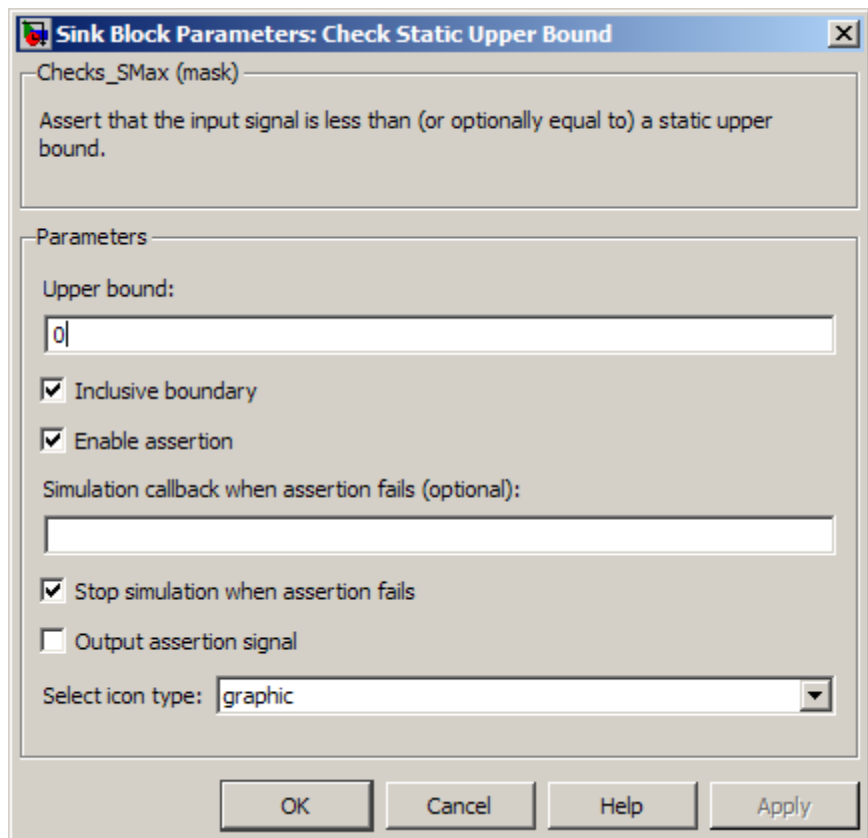 Sink Block Parameters: Check Static Upper Bound
Checks_SMax (mask)
Assert that the input signal is less than (or optionally equal to) a static upper
bound.
Parameters
Upper bound:
0
Inclusive boundary
Enable assertion
Simulation callback when assertion fails (optional):
Stop simulation when assertion fails
Output assertion signal
Select icon type: graphic
OK Cancel Help Apply